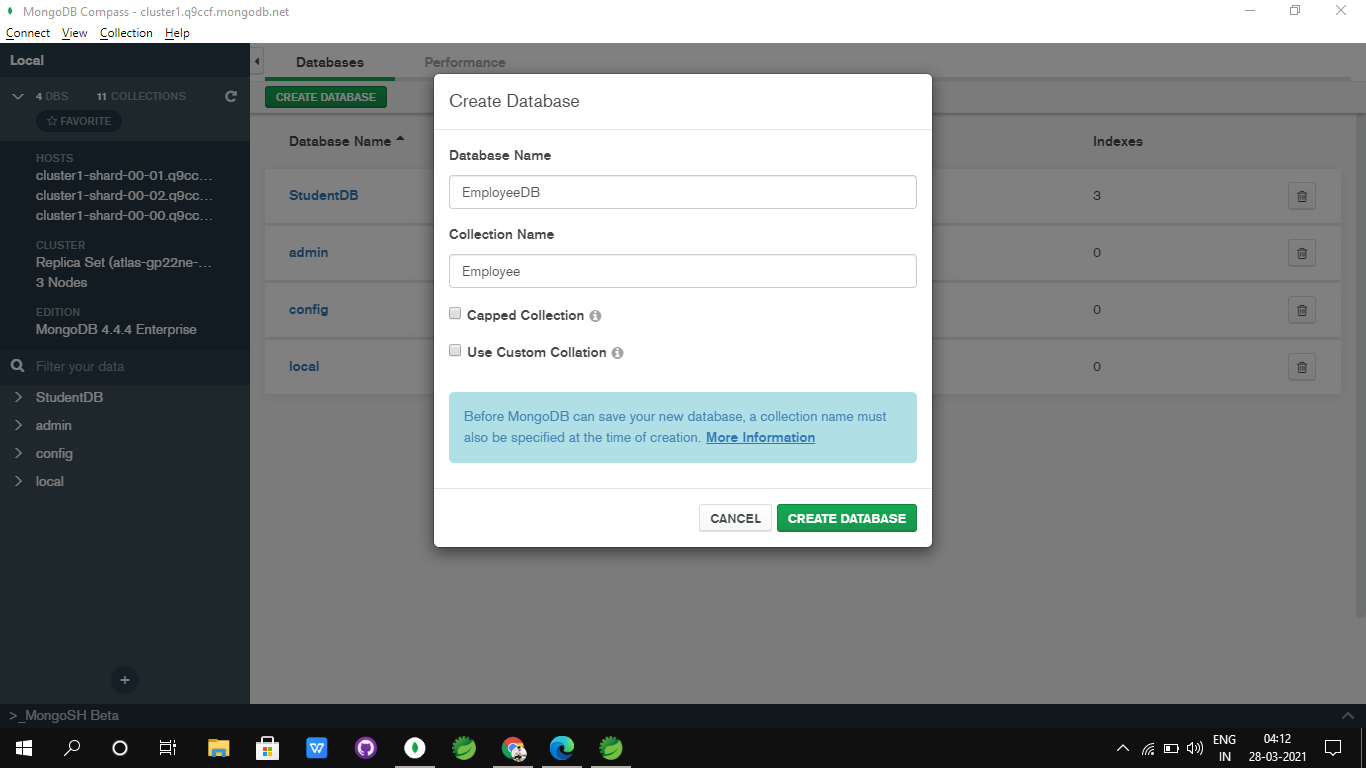 MongoDB Compass - cluster1.q9ccf.mongodb.net
Connect View Collection Help
Local
4 DBS 11 COLLECTIONS
FAVORITE
HOSTS
cluster1-shard-00-01.q9cc...
cluster1-shard-00-02.q9cc...
cluster1-shard-00-00.q9cc...
CLUSTER
Replica Set (atlas-gp22ne-...
3 Nodes
EDITION
MongoDB 4.4.4 Enterprise
Filter your data
StudentDB
admin
config
local
Databases Performance
CREATE DATABASE
Database Name Indexes
StudentDB 3
admin 0
config 0
local 0
Create Database
Database Name
EmployeeDB
Collection Name
Employee
Capped Collection
Use Custom Collation
Before MongoDB can save your new database, a collection name must
also be specified at the time of creation. More Information
CANCEL CREATE DATABASE
>_MongoSH Beta
ENG
IN
04:12
28-03-2021